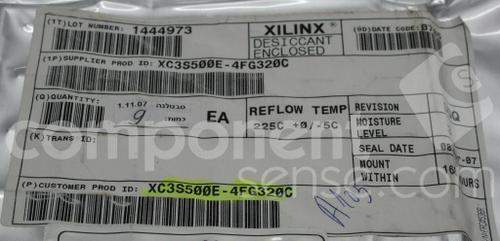 (1T) LOT NUMBER: 1444973
XILINX®
DESICCANT
ENCLOSED
(9D) DATE CODE:
(1P) SUPPLIER PROD ID: XC3S500E-4FG320C
(Q) QUANTITY:
1.11.07
9
EA
REFLOW TEMP
225C +0/-5C
REVISION
MOISTURE
LEVEL
SEAL DATE
MOUNT
WITHIN
(K) TRANS ID:
(P) CUSTOMER PROD ID: XC3S500E-4FG320C
components
sense.com